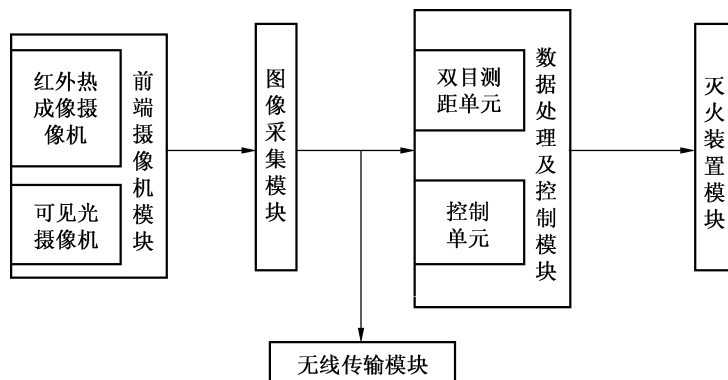 红外热
成像摄
像机
可见光
摄像机
前端摄像机模块
图像采集模块
双目测
距单元
控制
单元
数据处理及控制模块
灭火装置模块
无线传输模块